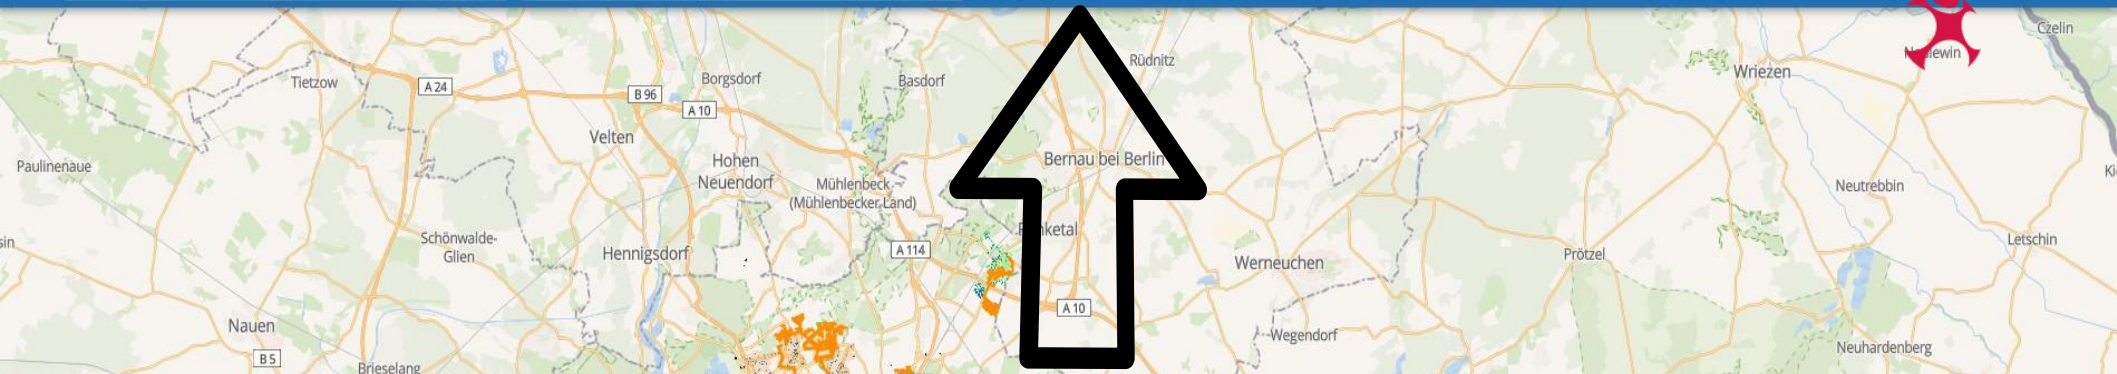 Czelin
Rüdnitz
Wriezen
Tietzow
Borgsdorf
Basdorf
A 24
B 96
A 10
Velten
Paulinenaue
Hohen
Neuendorf
Bernau bei Berlin
Mühlenbeck
(Mühlenbecker Land)
Neutrebbin
Schönwalde-
Glien
Hennigsdorf
A 114
Werneuchen
Prötzel
Letschin
A 10
Nauen
Wegendorf
B 5
Brieselang
Neuhardenberg